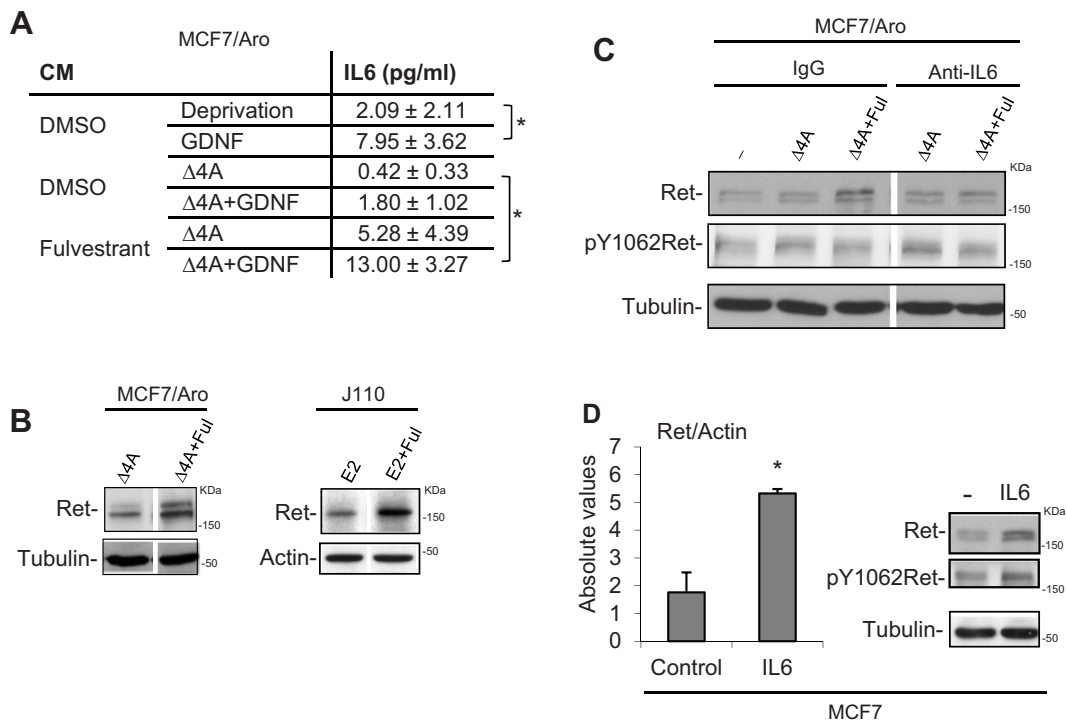 A
MCF7/Aro
CM IL6 (pg/ml)
DMSO Deprivation 2.09 ± 2.11
GDNF 7.95 ± 3.62 *
DMSO Δ4A 0.42 ± 0.33
Δ4A+GDNF 1.80 ± 1.02
Fulvestrant Δ4A 5.28 ± 4.39
Δ4A+GDNF 13.00 ± 3.27 *
B
MCF7/Aro
Δ4A Δ4A+Ful
KDa
Ret- -150
Tubulin- -50
J110
E2 E2+Ful
KDa
Ret- -150
Actin- -50
C
MCF7/Aro
IgG Anti-IL6
- Δ4A Δ4A+Ful Δ4A Δ4A+Ful
KDa
Ret- -150
pY1062Ret- -150
Tubulin- -50
D
Ret/Actin
Absolute values
7
6
5
4
3
2
1
0
*
Control IL6
- IL6
KDa
Ret- -150
pY1062Ret- -150
Tubulin- -50
MCF7